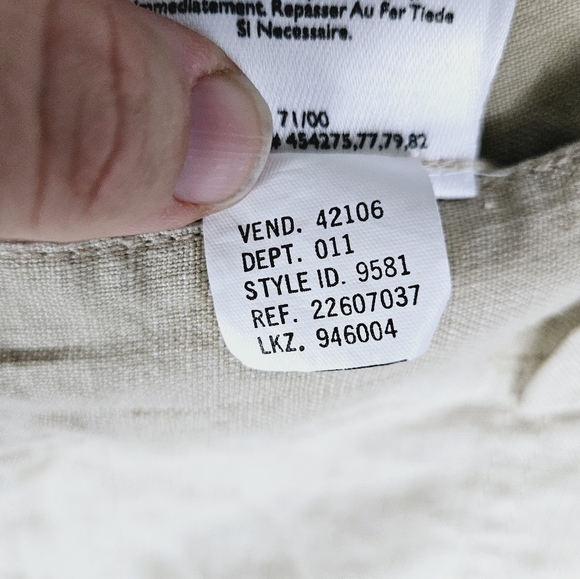 mmediatement, Repasser Au Fer Tiede
Si Necessaire.
71/00
454275,77,79,82
VEND. 42106
DEPT. 011
STYLE ID. 9581
REF. 22607037
LKZ. 946004